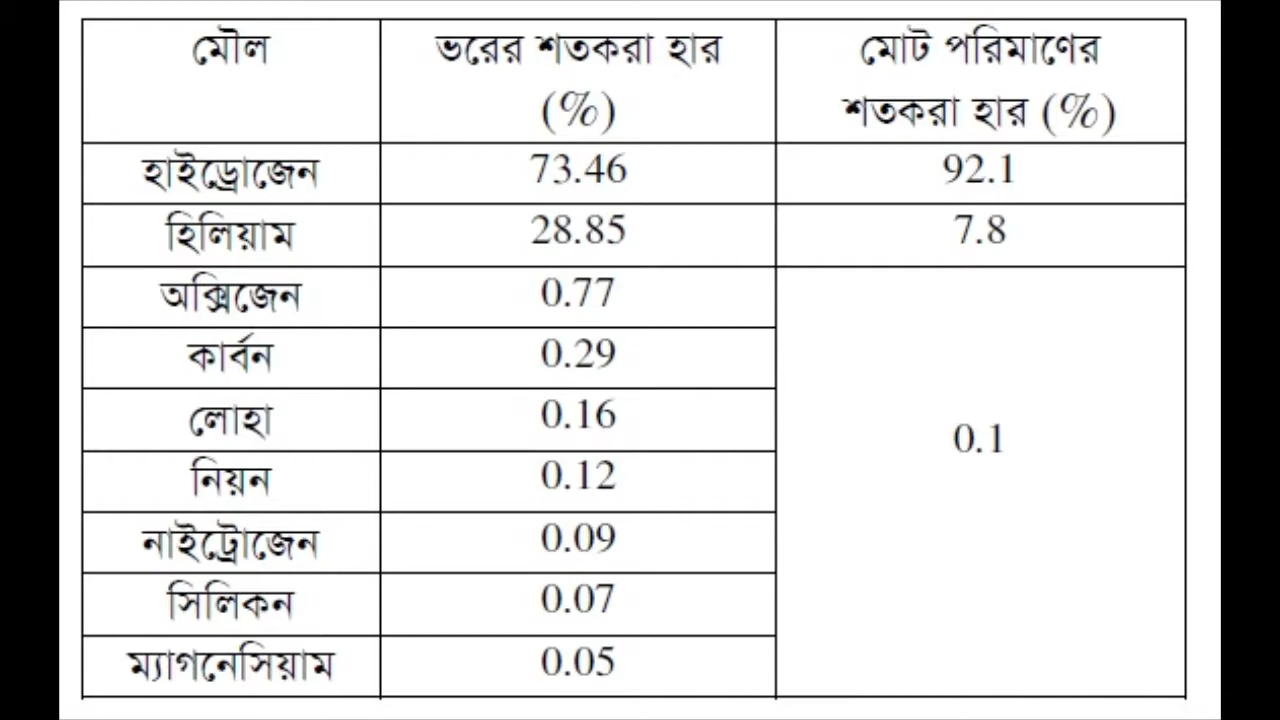 মৌল
ভরের শতকরা হার
(%)
মোট পরিমাণের
শতকরা হার (%)
হাইড্রোজেন 73.46 92.1
হিলিয়াম 28.85 7.8
অক্সিজেন 0.77
কার্বন 0.29
লোহা 0.16
0.1
নিয়ন 0.12
নাইট্রোজেন 0.09
সিলিকন 0.07
ম্যাগনেসিয়াম 0.05